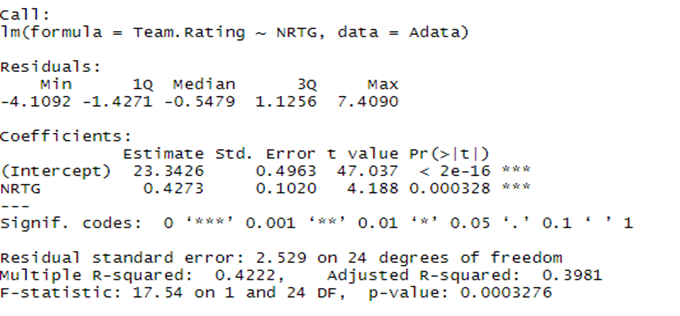 Call:
lm(formula = Team.Rating ~ NRTG, data = Adata)
Residuals:
Min 1Q Median 3Q Max
-4.1092 -1.4271 -0.5479 1.1256 7.4090
Coefficients:
Estimate Std. Error t value Pr(>|t|)
(Intercept) 23.3426 0.4963 47.037 < 2e-16 ***
NRTG 0.4273 0.1020 4.188 0.000328 ***
---
Signif. codes: 0 ‘***’ 0.001 ‘**’ 0.01 ‘*’ 0.05 ‘.’ 0.1 ‘ ’ 1
Residual standard error: 2.529 on 24 degrees of freedom
Multiple R-squared: 0.4222, Adjusted R-squared: 0.3981
F-statistic: 17.54 on 1 and 24 DF, p-value: 0.0003276